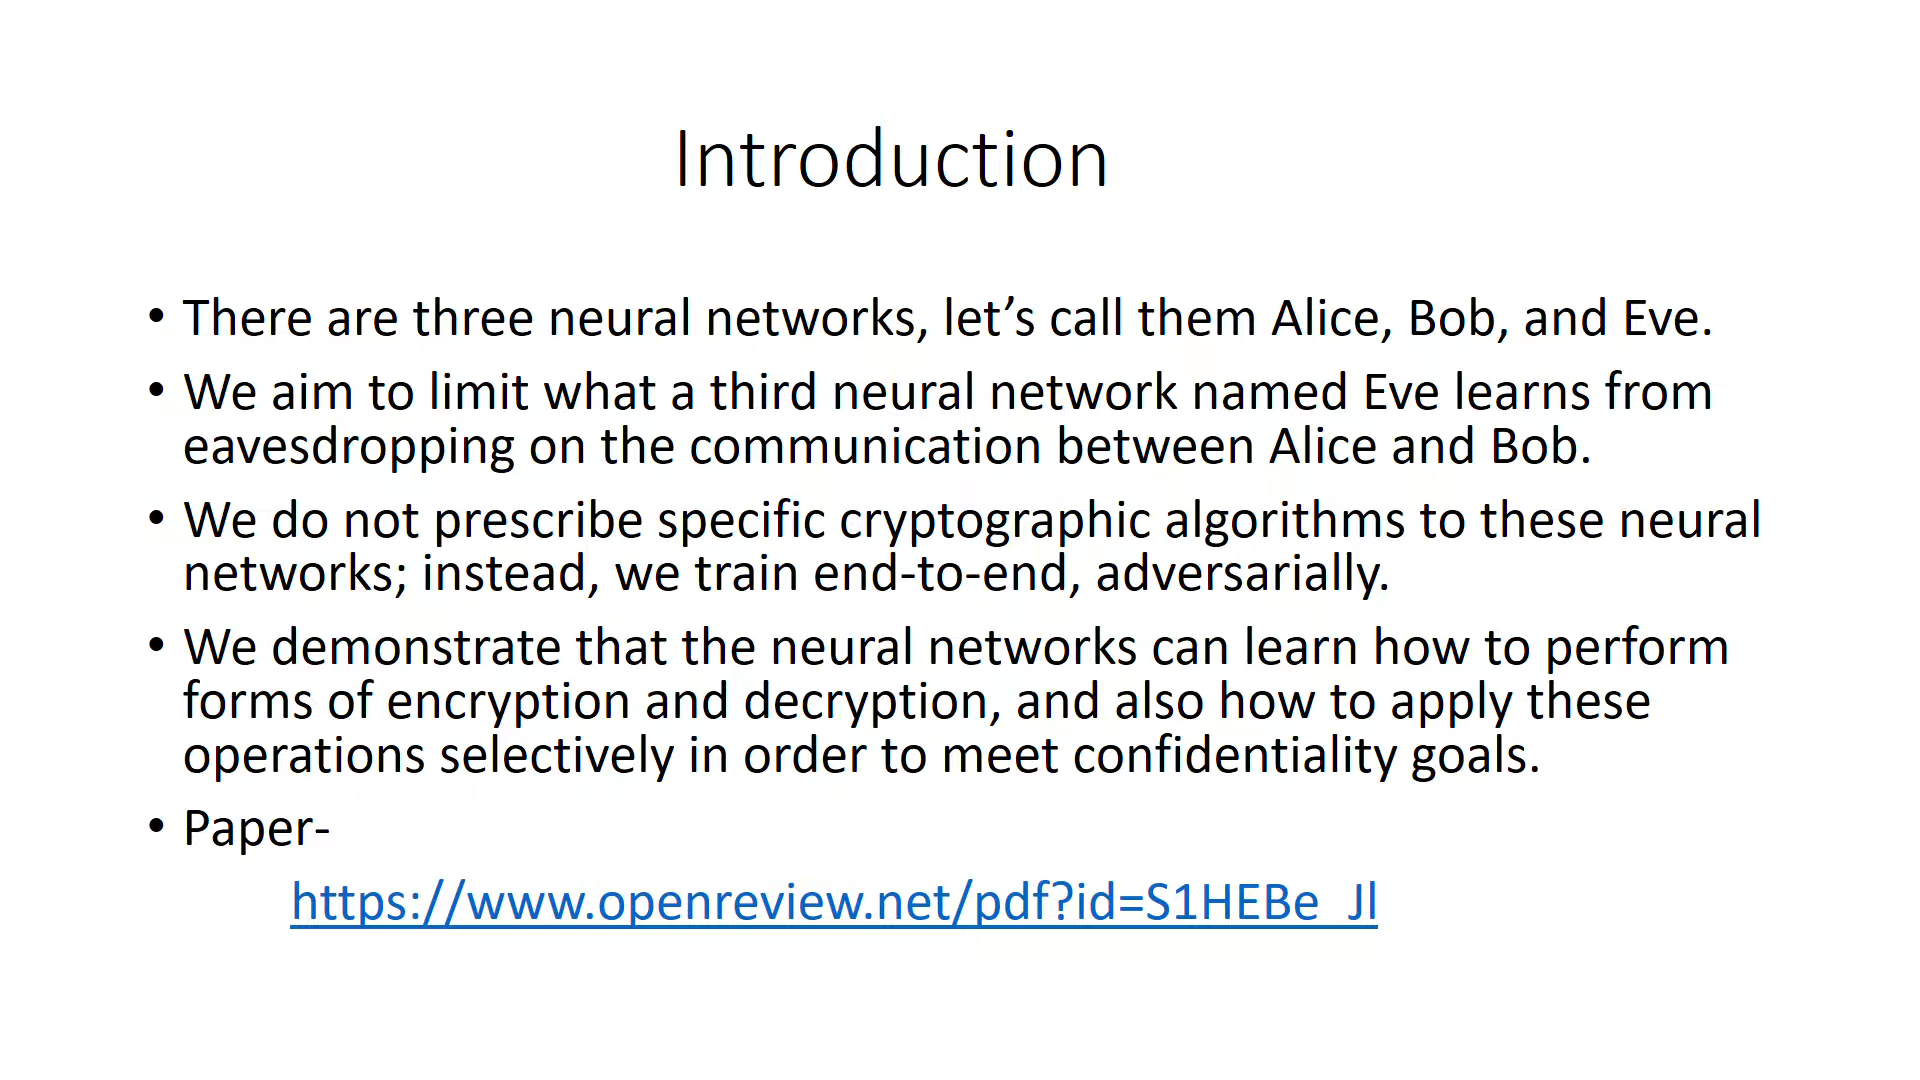 Introduction
• There are three neural networks, let’s call them Alice, Bob, and Eve.
• We aim to limit what a third neural network named Eve learns from
eavesdropping on the communication between Alice and Bob.
• We do not prescribe specific cryptographic algorithms to these neural
networks; instead, we train end-to-end, adversarially.
• We demonstrate that the neural networks can learn how to perform
forms of encryption and decryption, and also how to apply these
operations selectively in order to meet confidentiality goals.
• Paper-
https://www.openreview.net/pdf?id=S1HEBe_Jl